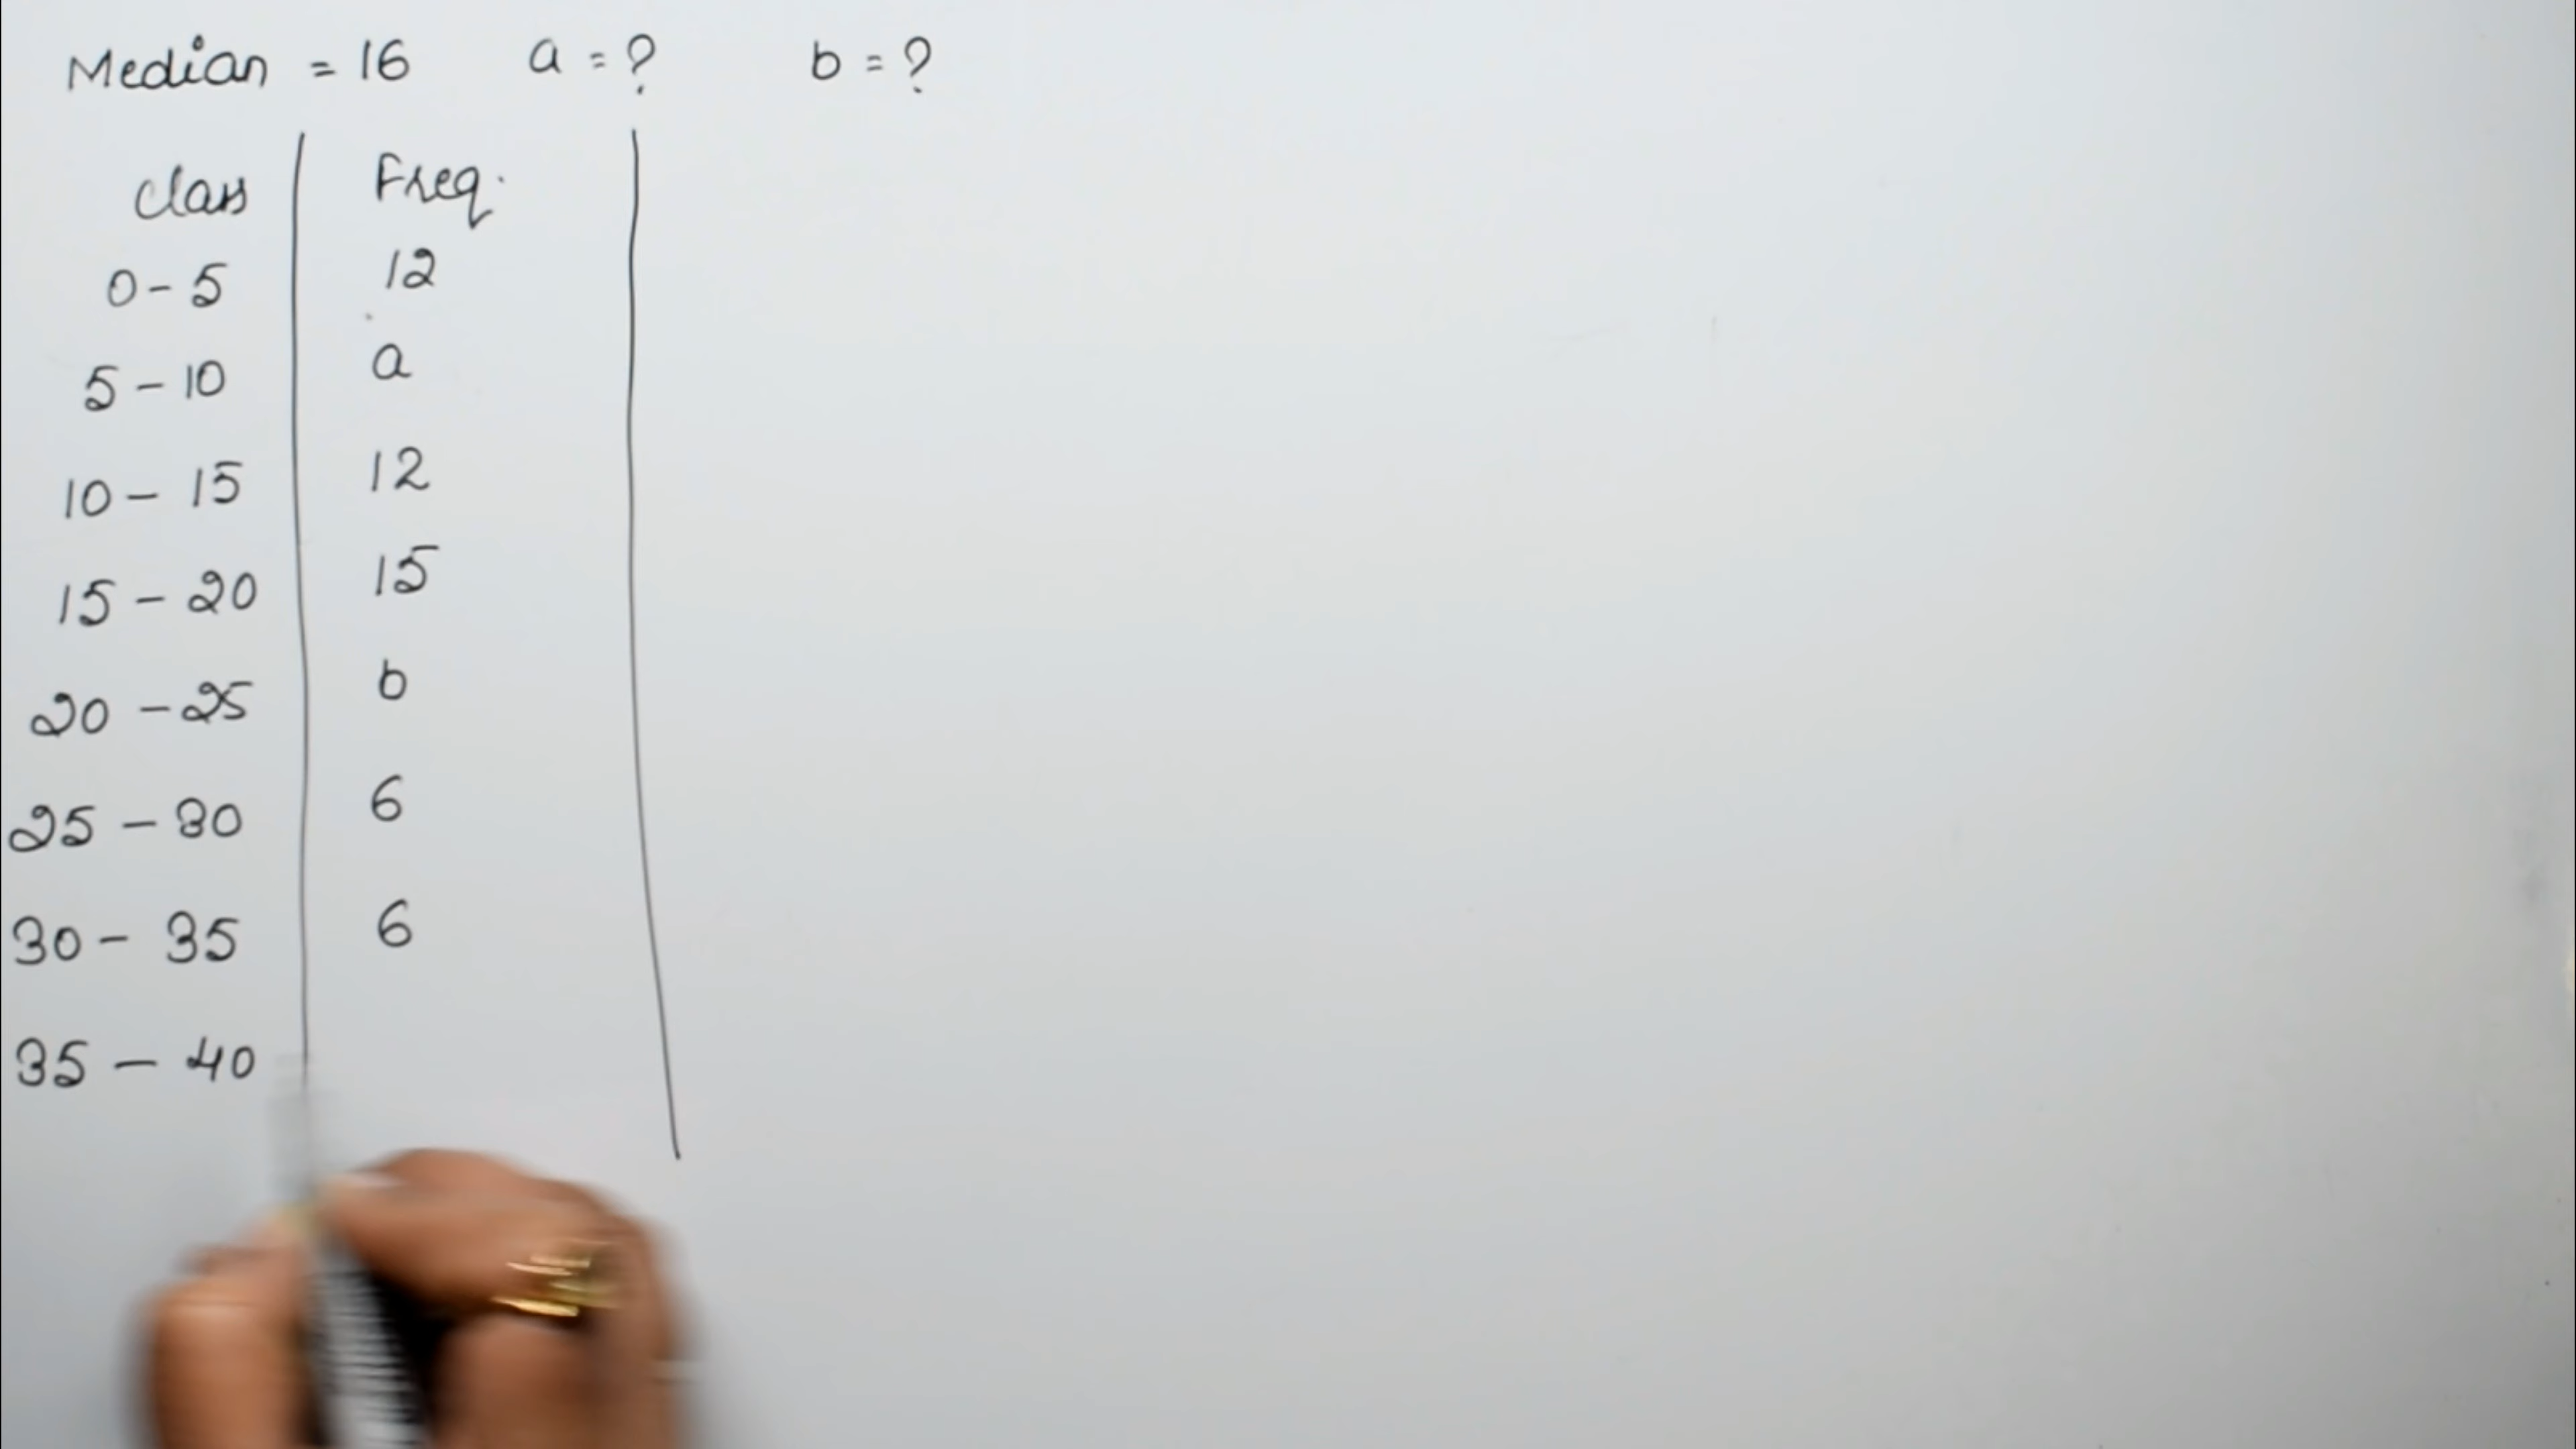 Median = 16 a = ? b = ?
Class Freq.
0 - 5 12
5 - 10 a
10 - 15 12
15 - 20 15
20 - 25 b
25 - 30 6
30 - 35 6
35 - 40